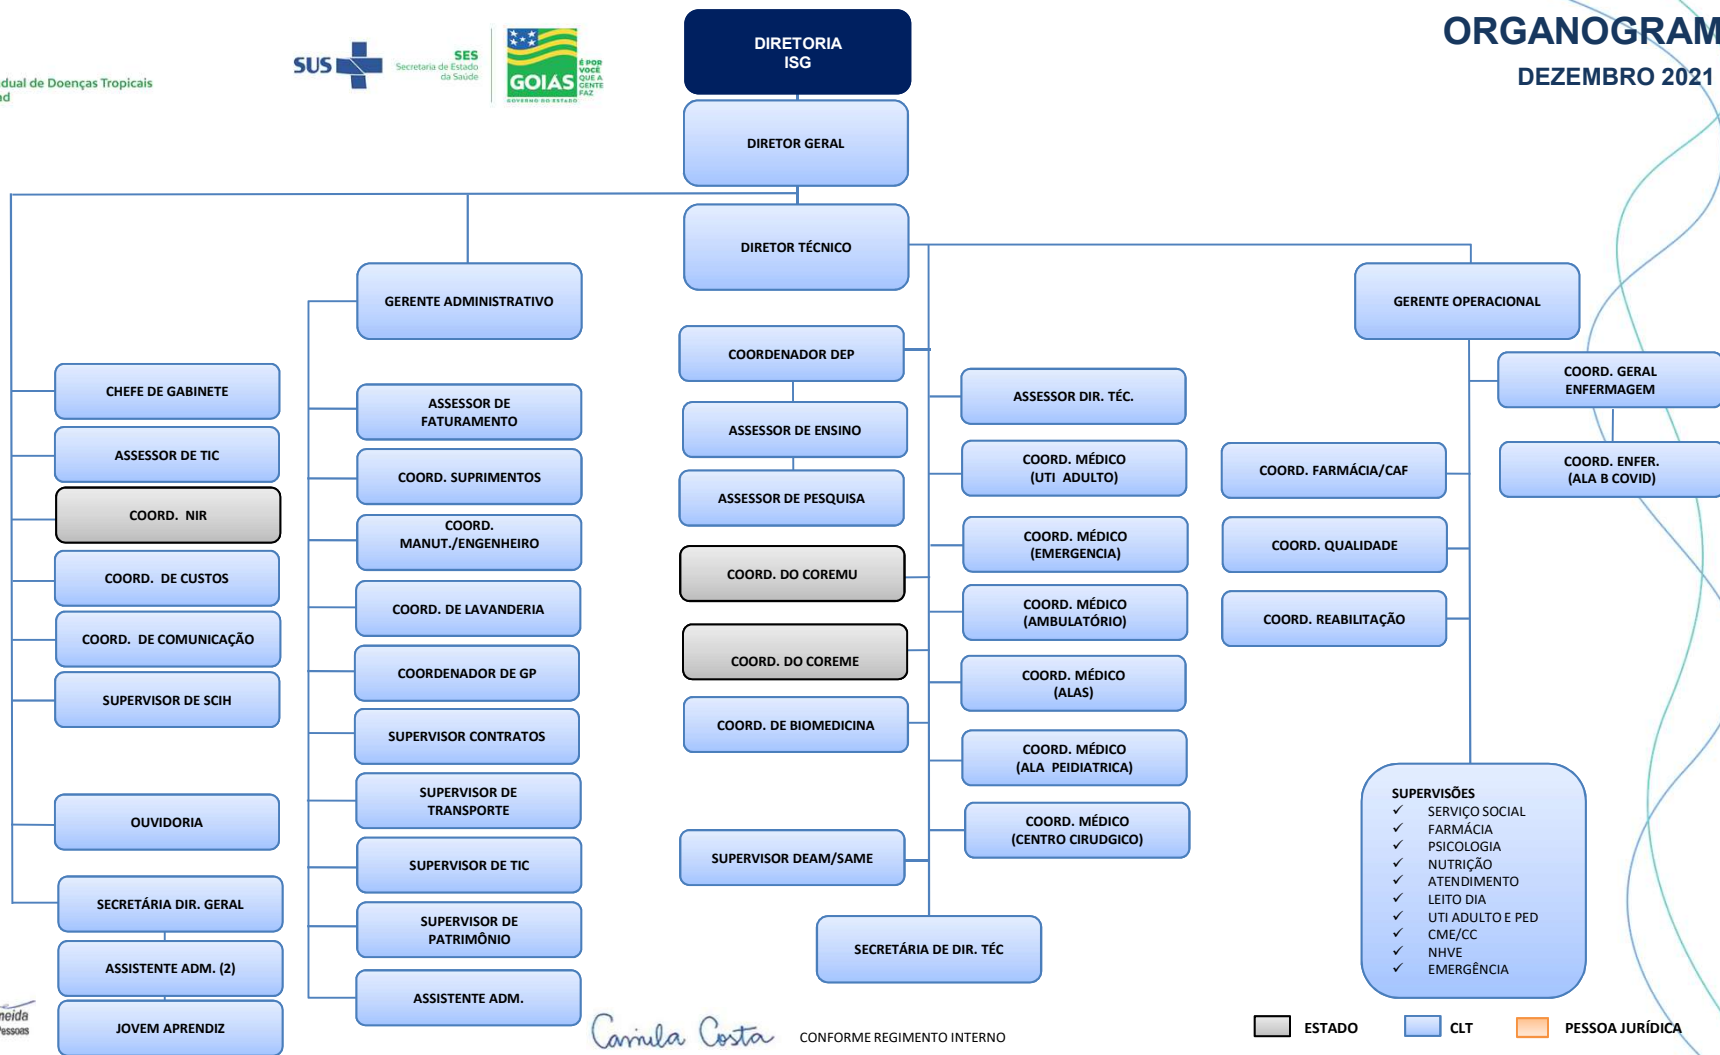 ORGANOGRAM
DEZEMBRO 2021
dual de Doenças Tropicais
SUS
SES
Secretaria de Estado
da Saúde
GOIÁS
GOVERNO DO ESTADO
É POR
VOCÊ
QUE A
GENTE
FAZ
DIRETORIA
ISG
DIRETOR GERAL
DIRETOR TÉCNICO
GERENTE ADMINISTRATIVO
GERENTE OPERACIONAL
CHEFE DE GABINETE
ASSESSOR DE TIC
COORD. NIR
COORD. DE CUSTOS
COORD. DE COMUNICAÇÃO
SUPERVISOR DE SCIH
OUVIDORIA
SECRETÁRIA DIR. GERAL
ASSISTENTE ADM. (2)
JOVEM APRENDIZ
ASSESSOR DE
FATURAMENTO
COORD. SUPRIMENTOS
COORD.
MANUT./ENGENHEIRO
COORD. DE LAVANDERIA
COORDENADOR DE GP
SUPERVISOR CONTRATOS
SUPERVISOR DE
TRANSPORTE
SUPERVISOR DE TIC
SUPERVISOR DE
PATRIMÔNIO
ASSISTENTE ADM.
COORDENADOR DEP
ASSESSOR DE ENSINO
ASSESSOR DE PESQUISA
COORD. DO COREMU
COORD. DO COREME
COORD. DE BIOMEDICINA
SUPERVISOR DEAM/SAME
SECRETÁRIA DE DIR. TÉC
ASSESSOR DIR. TÉC.
COORD. MÉDICO
(UTI ADULTO)
COORD. MÉDICO
(EMERGENCIA)
COORD. MÉDICO
(AMBULATÓRIO)
COORD. MÉDICO
(ALAS)
COORD. MÉDICO
(ALA PEIDIATRICA)
COORD. MÉDICO
(CENTRO CIRUDGICO)
COORD. GERAL
ENFERMAGEM
COORD. ENFER.
(ALA B COVID)
COORD. FARMÁCIA/CAF
COORD. QUALIDADE
COORD. REABILITAÇÃO
SUPERVISÕES
✓ SERVIÇO SOCIAL
✓ FARMÁCIA
✓ PSICOLOGIA
✓ NUTRIÇÃO
✓ ATENDIMENTO
✓ LEITO DIA
✓ UTI ADULTO E PED
✓ CME/CC
✓ NHVE
✓ EMERGÊNCIA
meida
Pessoas
Camila Costa
CONFORME REGIMENTO INTERNO
ESTADO
CLT
PESSOA JURÍDICA